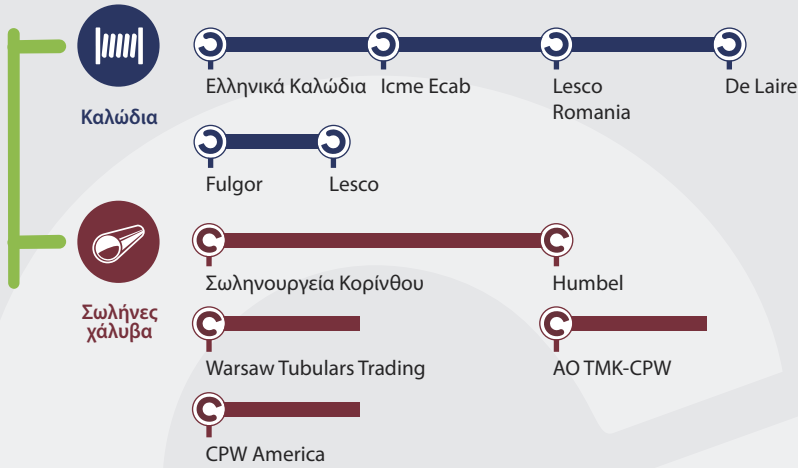 Καλώδια
Ελληνικά Καλώδια
Icme Ecab
Lesco
Romania
De Laire
Fulgor
Lesco
Σωλήνες
χάλυβα
Σωληνουργεία Κορίνθου
Humbel
Warsaw Tubulars Trading
AO TMK-CPW
CPW America